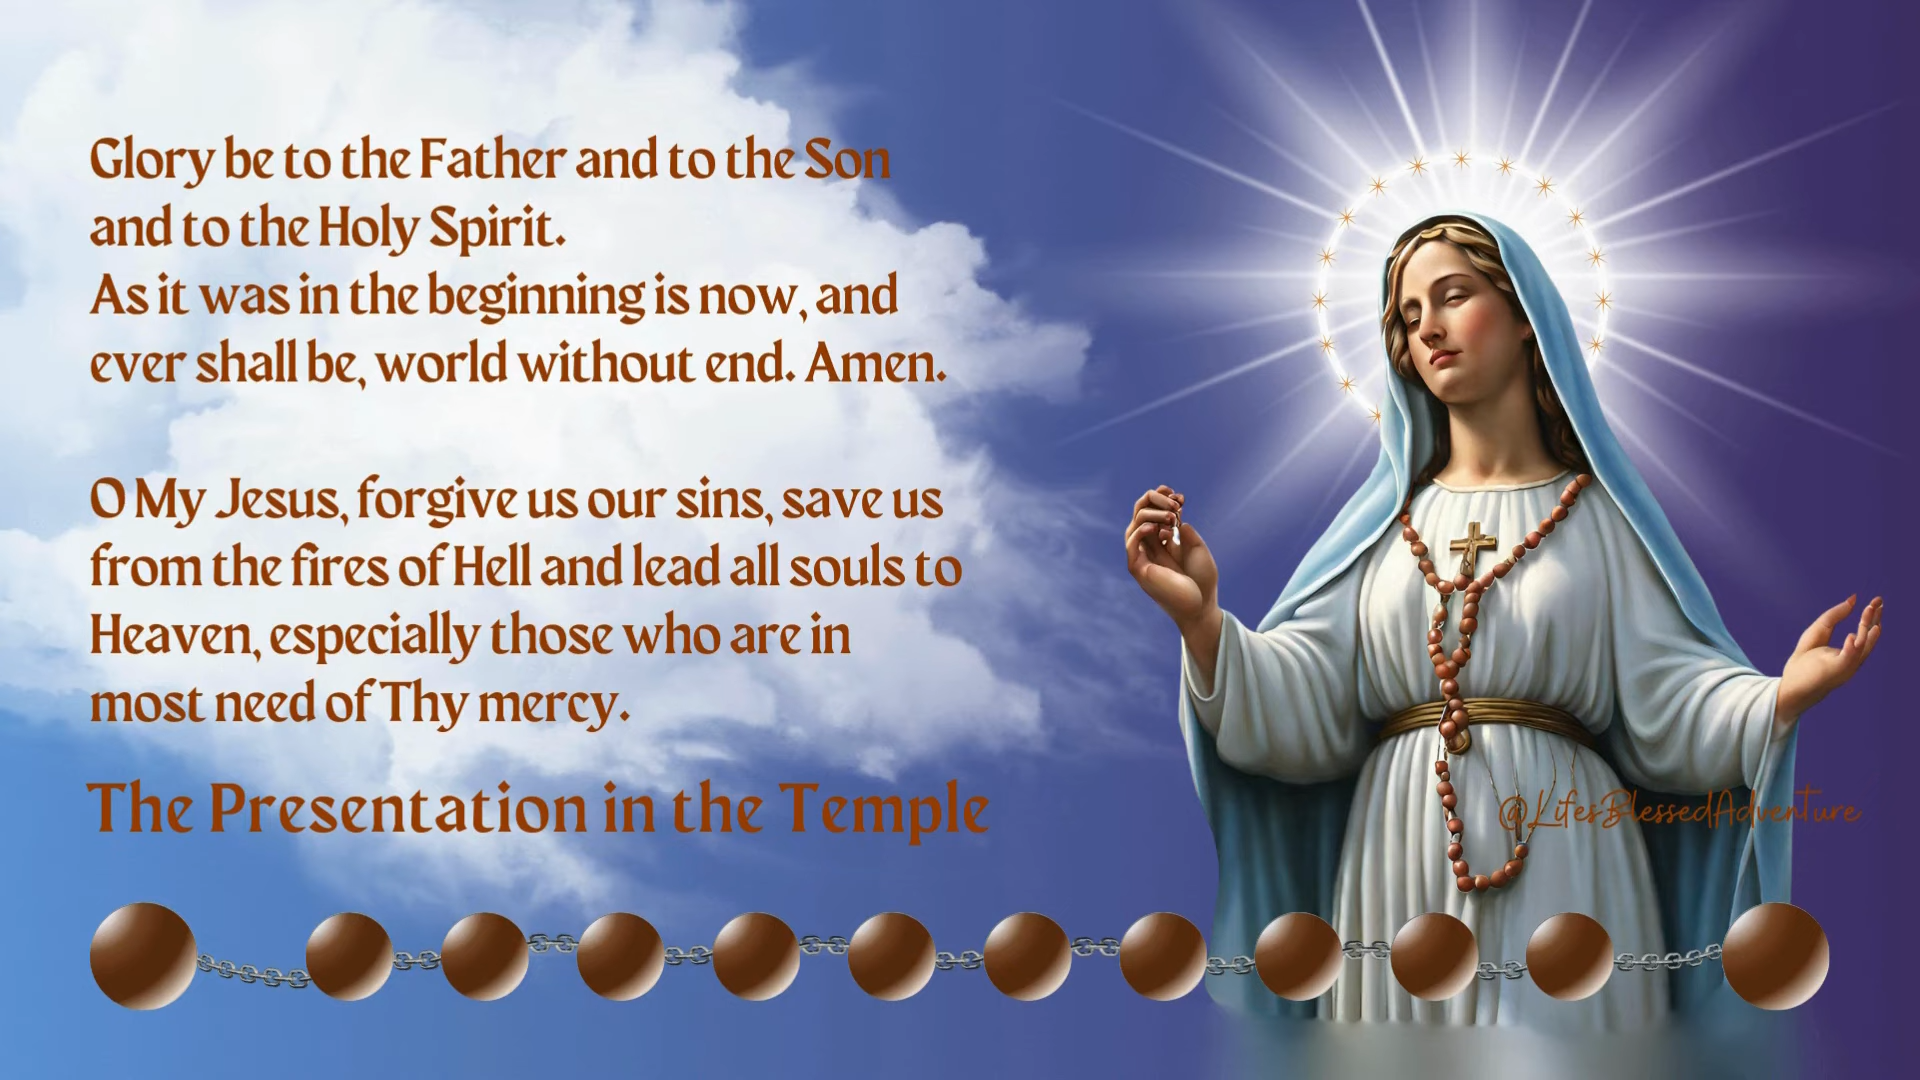 Glory be to the Father and to the Son
and to the Holy Spirit.
As it was in the beginning is now, and
ever shall be, world without end. Amen.
O My Jesus, forgive us our sins, save us
from the fires of Hell and lead all souls to
Heaven, especially those who are in
most need of Thy mercy.
The Presentation in the Temple
@LifesBlessedAdventure